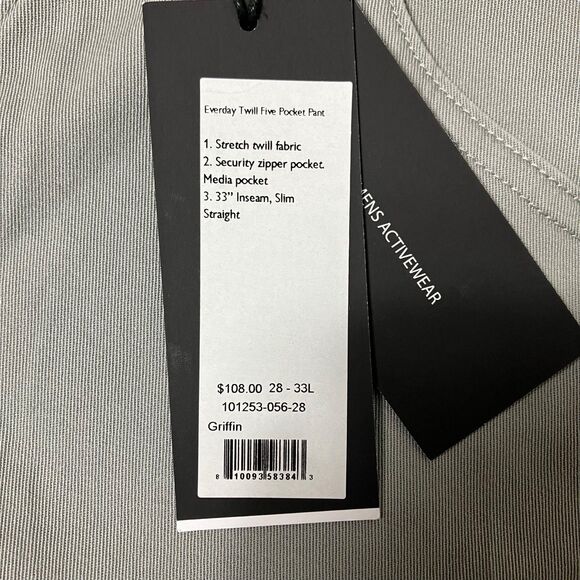 Everday Twill Five Pocket Pant
1. Stretch twill fabric
2. Security zipper pocket.
Media pocket
3. 33" Inseam, Slim
Straight
$108.00 28 - 33L
101253-056-28
Griffin
8 10093 58384 3
MENS ACTIVEWEAR